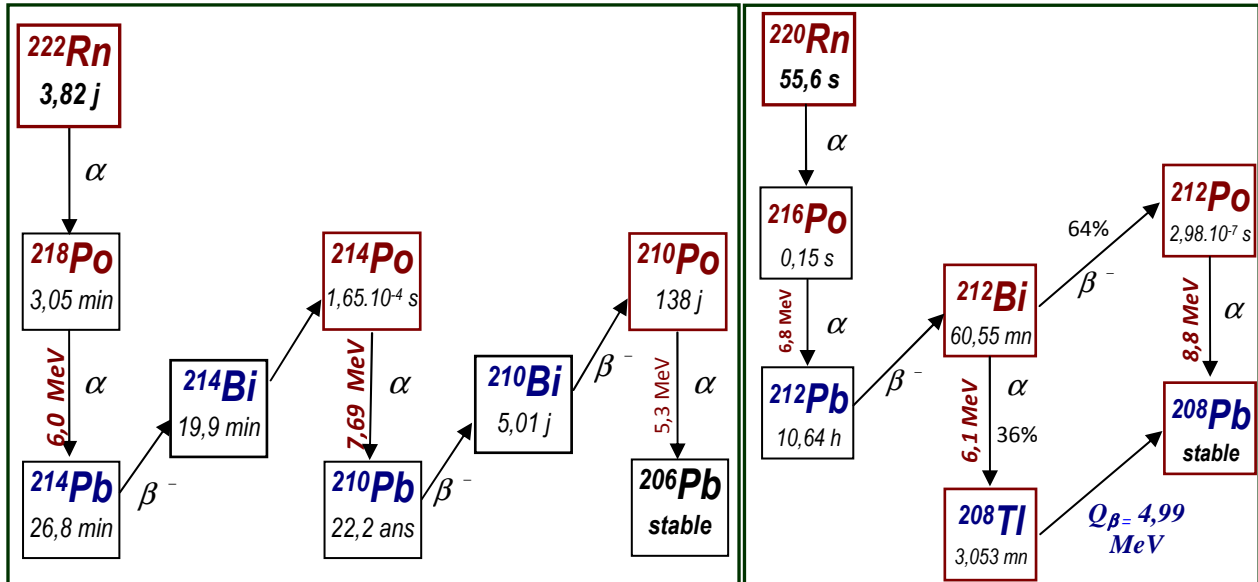 ²²²Rn
3,82 j
α
²¹⁸Po
3,05 min
6,0 MeV
α
²¹⁴Pb
26,8 min
β⁻
²¹⁴Bi
19,9 min
²¹⁴Po
1,65.10⁻⁴ s
7,69 MeV
α
²¹⁰Pb
22,2 ans
β⁻
²¹⁰Bi
5,01 j
β⁻
²¹⁰Po
138 j
5,3 MeV
α
²⁰⁶Pb
stable
²²⁰Rn
55,6 s
α
²¹⁶Po
0,15 s
6,8 MeV
α
²¹²Pb
10,64 h
β⁻
²¹²Bi
60,55 mn
64%
β⁻
²¹²Po
2,98.10⁻⁷ s
8,8 MeV
α
²⁰⁸Pb
stable
6,1 MeV
α
36%
²⁰⁸Tl
3,053 mn
Qβ= 4,99
MeV